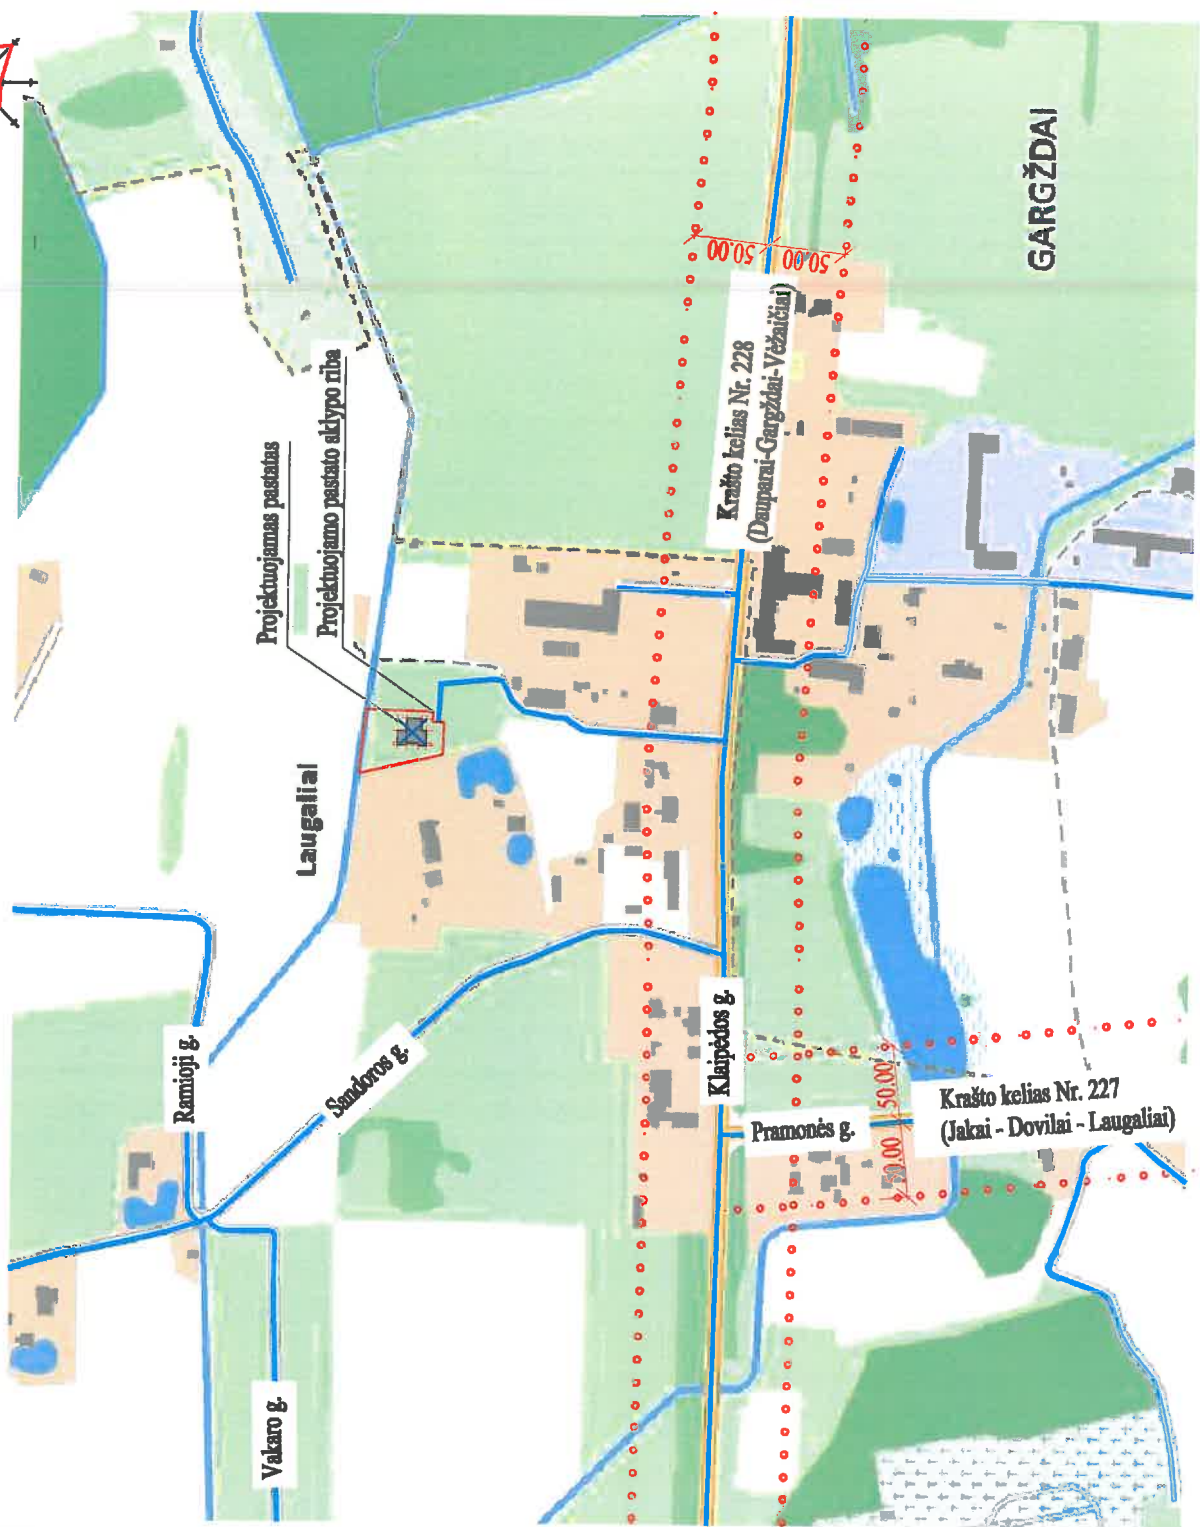 Projektuojamas pastatas
Projektuojamo pastato sklypo riba
Laugaliai
GARGŽDAI
50.00
50.00
Krašto kelias Nr. 228
(Dauparai-Gargždai-Vėžaičiai)
Ramioji g.
Sandoros g.
Klaipėdos g.
Pramonės g.
50.00
50.00
Krašto kelias Nr. 227
(Jakai - Dovilai - Laugaliai)
Vakaro g.